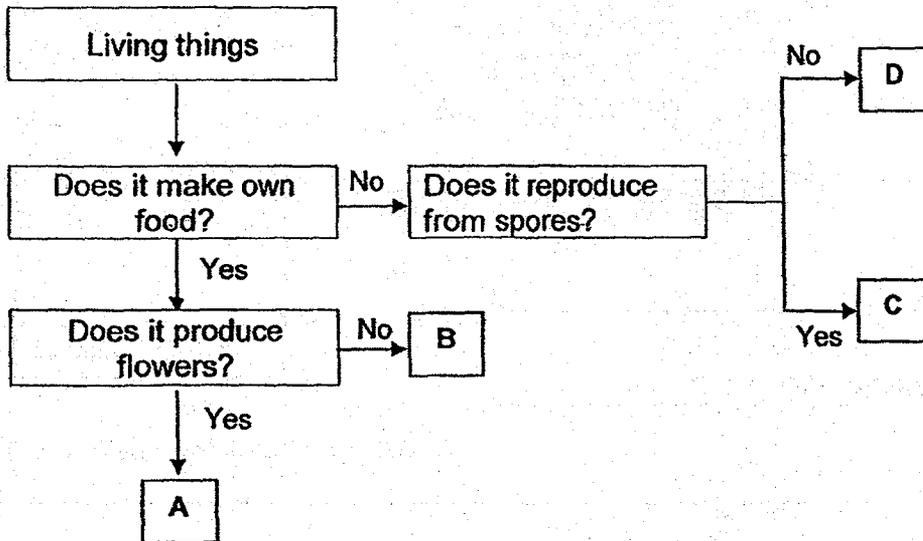 Living things
No
D
Does it make own
food?
No
Does it reproduce
from spores?
Yes
Does it produce
flowers?
No
B
Yes
C
Yes
A